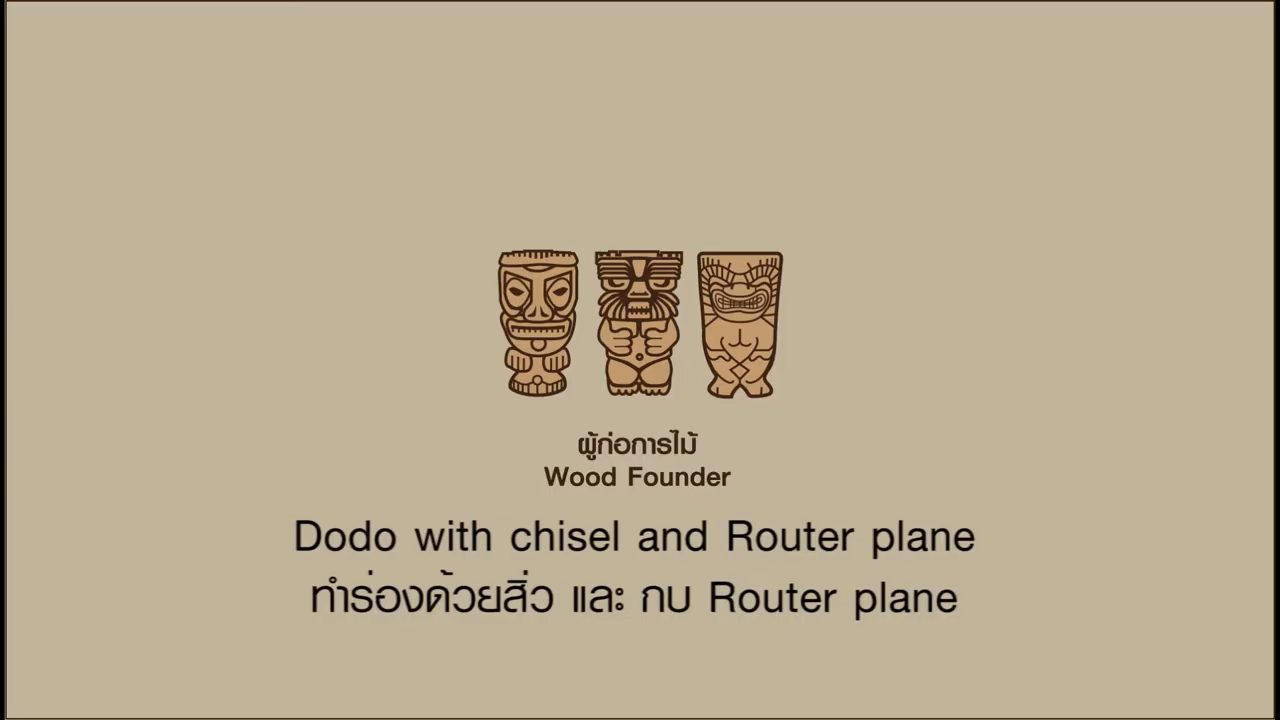 ผู้ก่อการไม้
Wood Founder
Dodo with chisel and Router plane
ทำร่องด้วยสิ่ว และ กบ Router plane